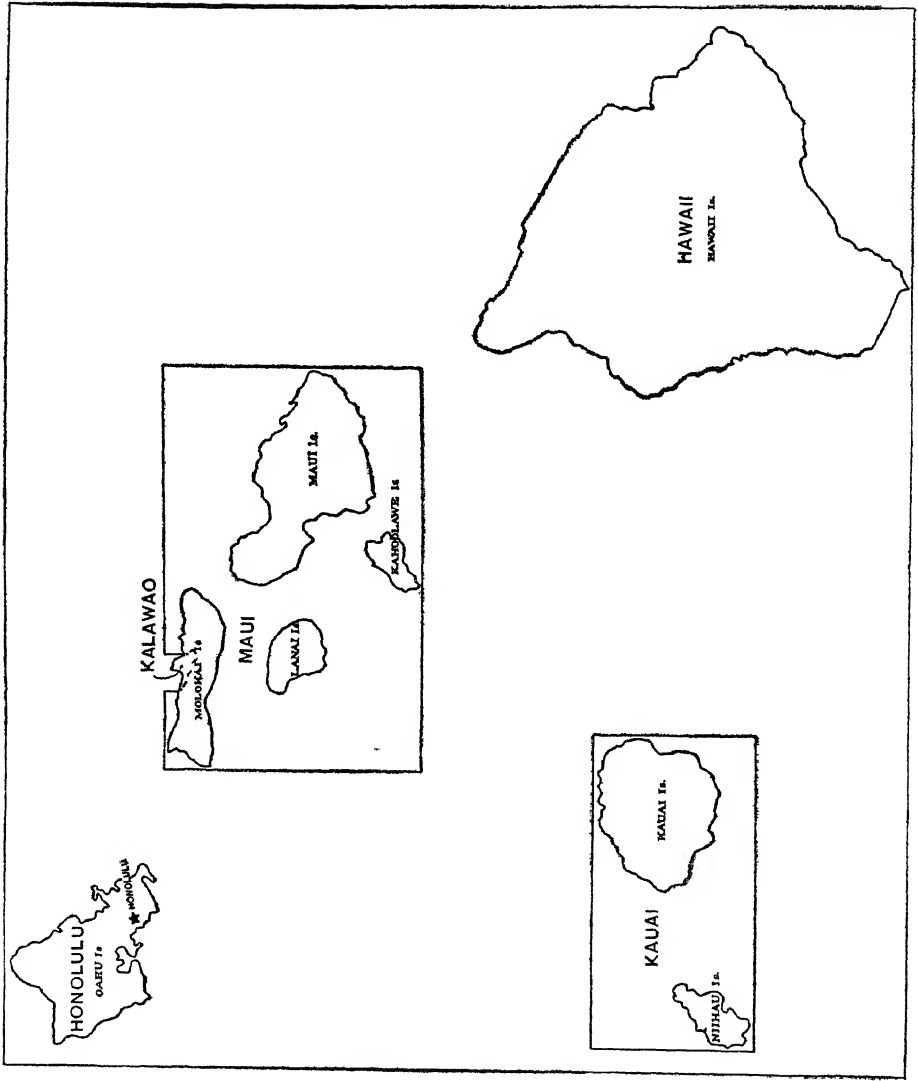 HONOLULU
OAHU Is
★ HONOLULU
KALAWAO
MOLOKAI Is
MAUI
LANAI Is
MAUI Is.
KAHOOLAWE Is
KAUAI
KAUAI Is.
NIIHAU Is.
HAWAII
HAWAII Is.